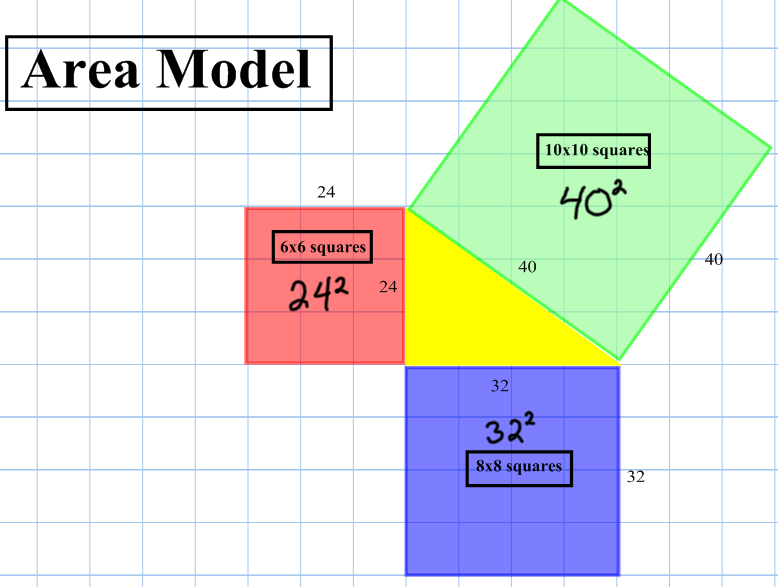 Area Model
10x10 squares
40²
24
6x6 squares
24²
24
40
40
32
32²
8x8 squares
32